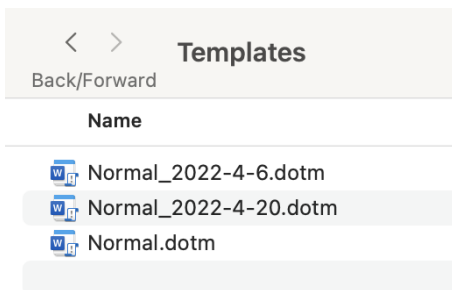 Templates
Back/Forward
Name
Normal_2022-4-6.dotm
Normal_2022-4-20.dotm
Normal.dotm